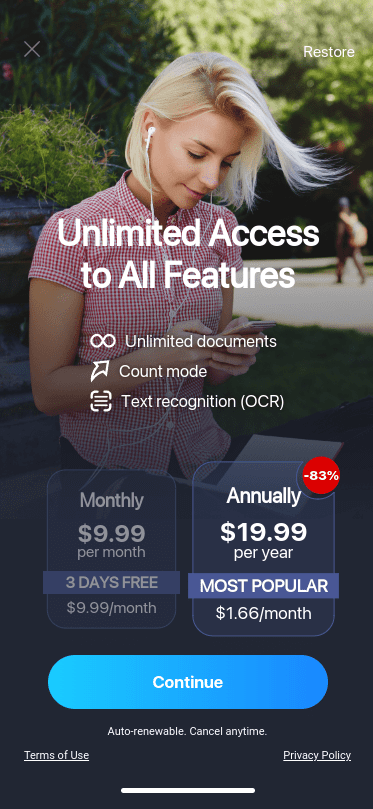 Restore
Unlimited Access
to All Features
Unlimited documents
Count mode
Text recognition (OCR)
-83%
Monthly
$9.99
per month
3 DAYS FREE
$9.99/month
Annually
$19.99
per year
MOST POPULAR
$1.66/month
Continue
Auto-renewable. Cancel anytime.
Terms of Use
Privacy Policy